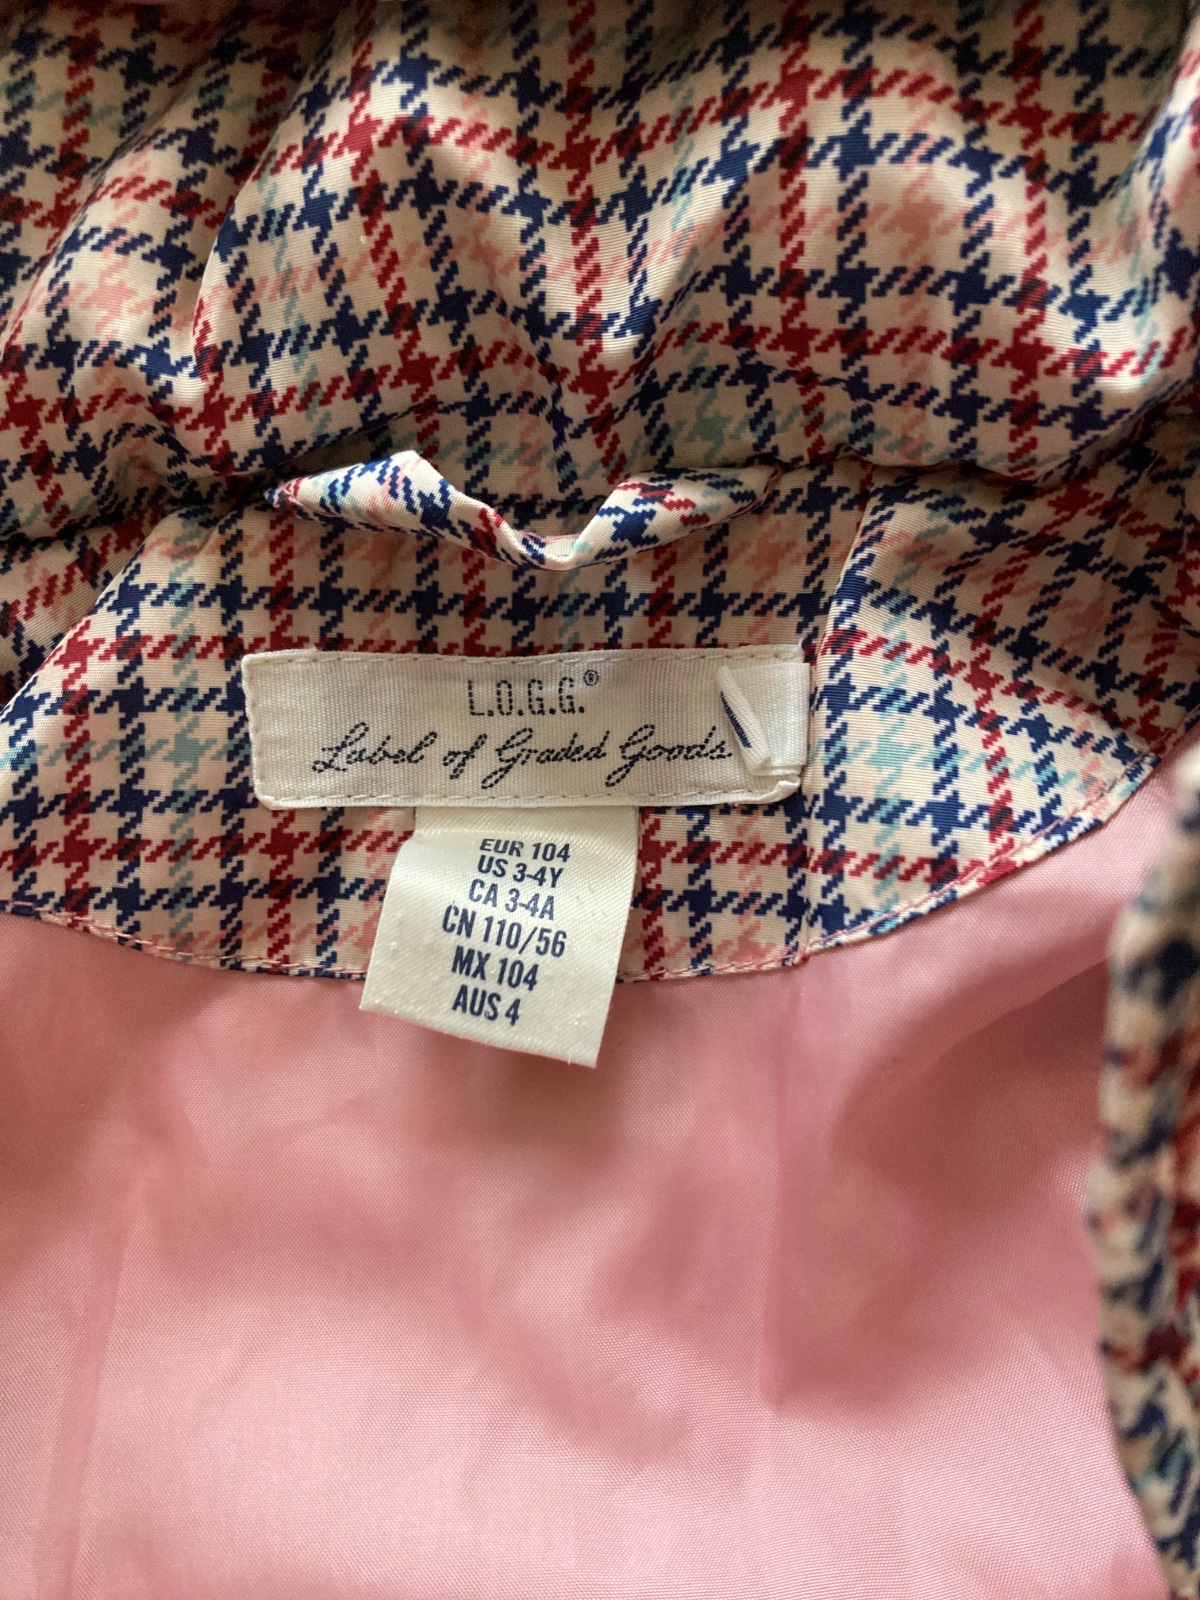 L.O.G.G.®
Label of Graded Goods
EUR 104
US 3-4Y
CA 3-4A
CN 110/56
MX 104
AUS 4